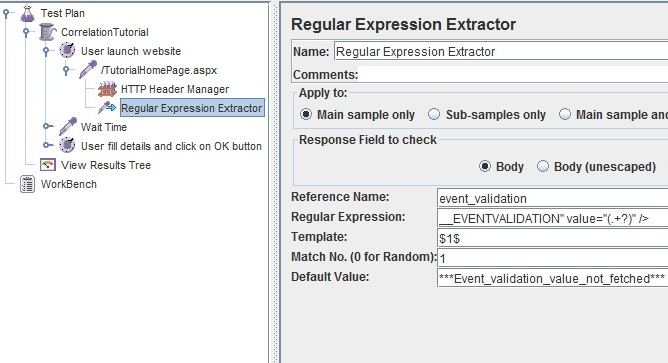 Test Plan
CorrelationTutorial
User launch website
/TutorialHomePage.aspx
HTTP Header Manager
Regular Expression Extractor
Wait Time
User fill details and click on OK button
View Results Tree
WorkBench
Regular Expression Extractor
Name: Regular Expression Extractor
Comments:
Apply to:
Main sample only Sub-samples only Main sample and
Response Field to check
Body Body (unescaped)
Reference Name: event_validation
Regular Expression: __EVENTVALIDATION" value="(.+?)" />
Template: $1$
Match No. (0 for Random): 1
Default Value: ***Event_validation_value_not_fetched***